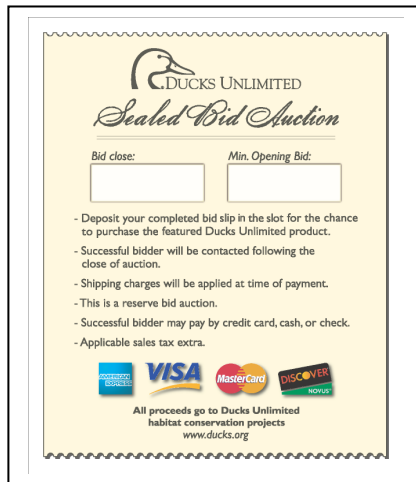 DUCKS UNLIMITED
Sealed Bid Auction
Bid close: Min. Opening Bid:
- Deposit your completed bid slip in the slot for the chance
to purchase the featured Ducks Unlimited product.
- Successful bidder will be contacted following the
close of auction.
- Shipping charges will be applied at time of payment.
- This is a reserve bid auction.
- Successful bidder may pay by credit card, cash, or check.
- Applicable sales tax extra.
AMERICAN EXPRESS VISA MasterCard DISCOVER NOVUS
All proceeds go to Ducks Unlimited
habitat conservation projects
www.ducks.org